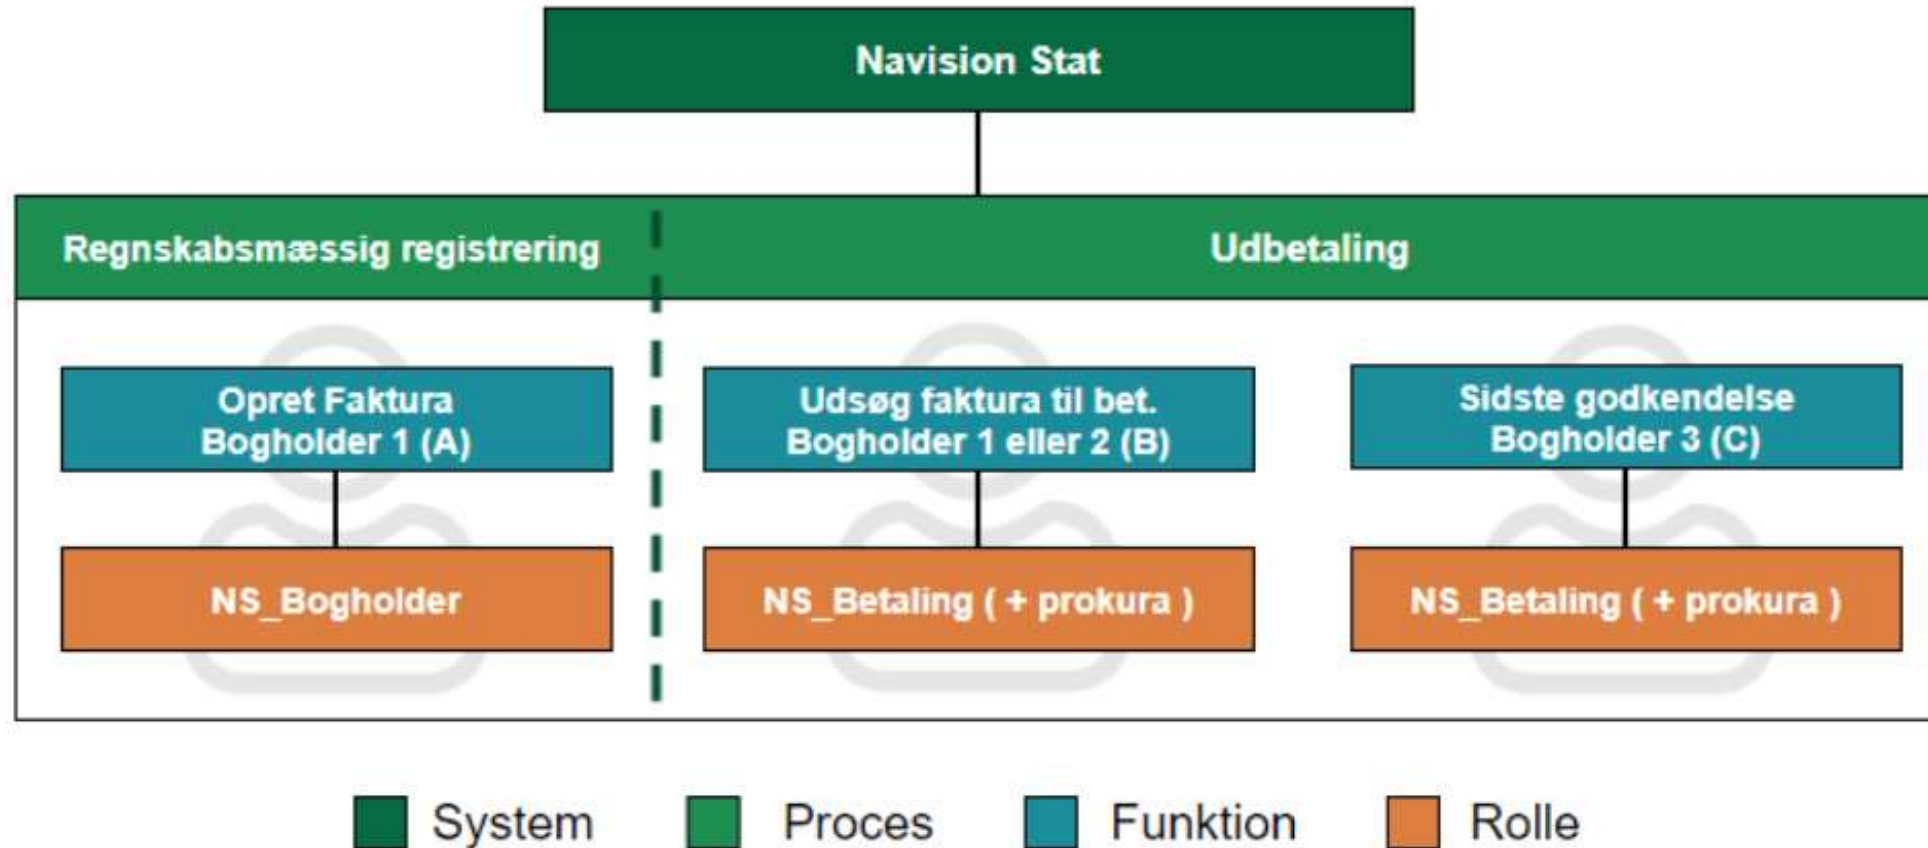 Navision Stat
Regnskabsmæssig registrering
Udbetaling
Opret Faktura
Bogholder 1 (A)
Udsøg faktura til bet.
Bogholder 1 eller 2 (B)
Sidste godkendelse
Bogholder 3 (C)
NS_Bogholder
NS_Betaling ( + prokura )
NS_Betaling ( + prokura )
System
Proces
Funktion
Rolle